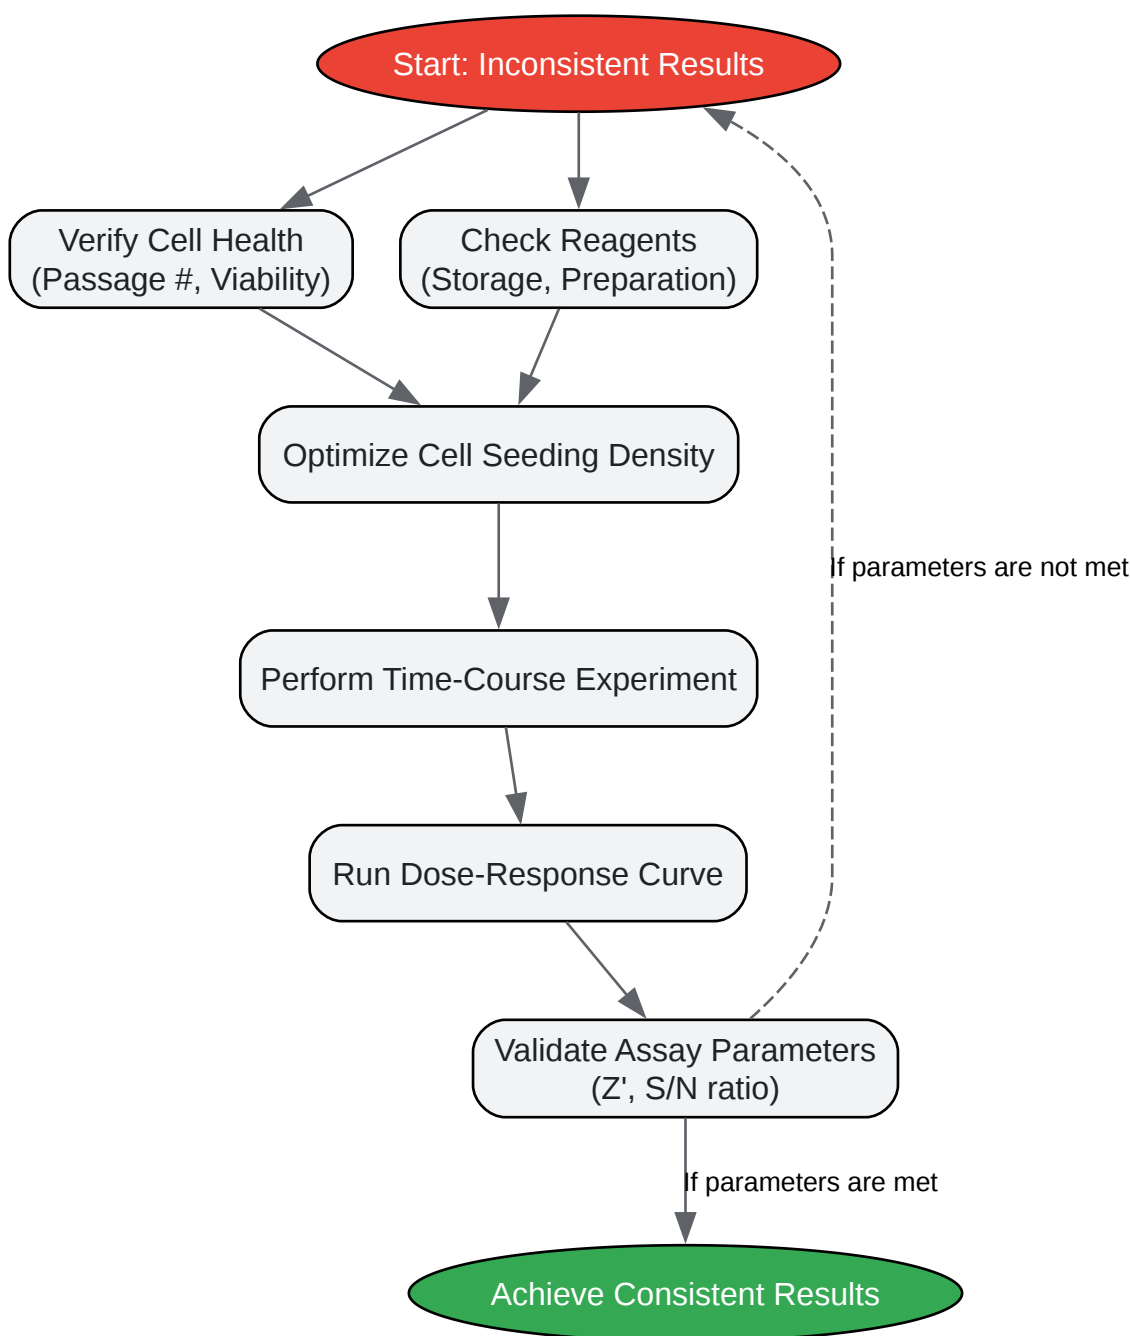 Start: Inconsistent Results
Verify Cell Health
(Passage #, Viability)
Check Reagents
(Storage, Preparation)
Optimize Cell Seeding Density
If parameters are not met
Perform Time-Course Experiment
Run Dose-Response Curve
Validate Assay Parameters
(Z', S/N ratio)
If parameters are met
Achieve Consistent Results